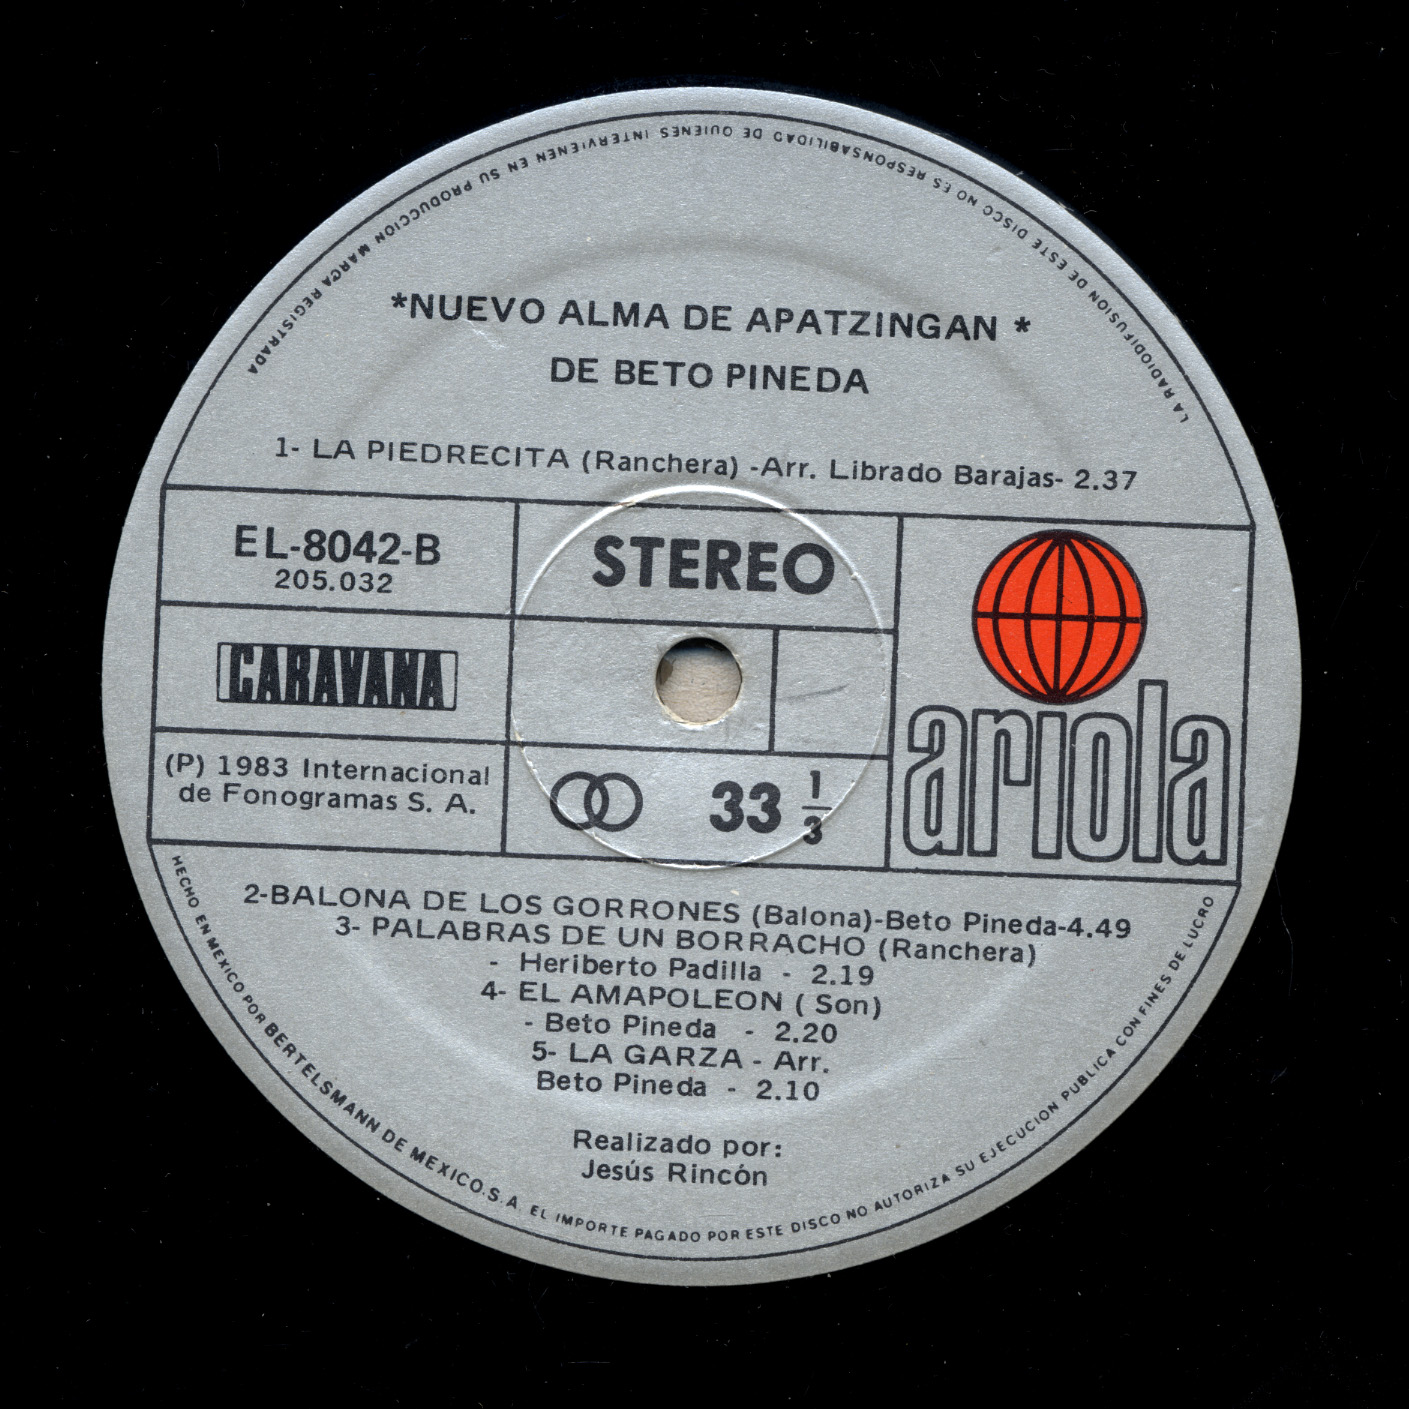 *NUEVO ALMA DE APATZINGAN *
DE BETO PINEDA
1- LA PIEDRECITA (Ranchera) -Arr. Librado Barajas- 2.37
EL-8042-B
205.032
STEREO
CARAVANA
(P) 1983 Internacional
de Fonogramas S. A.
33 1/3
ariola
2-BALONA DE LOS GORRONES (Balona)-Beto Pineda-4.49
3- PALABRAS DE UN BORRACHO (Ranchera)
- Heriberto Padilla - 2.19
4- EL AMAPOLEON ( Son)
- Beto Pineda - 2.20
5- LA GARZA - Arr.
Beto Pineda - 2.10
Realizado por:
Jesús Rincón
HECHO EN MEXICO POR BERTELSMANN DE MEXICO. S. A. EL IMPORTE PAGADO POR ESTE DISCO NO AUTORIZA SU EJECUCION PUBLICA CON FINES DE LUCRO
LA RADIODIFUSION DE ESTE DISCO NO ES RESPONSABILIDAD DE QUIENES INTERVIENEN EN SU PRODUCCION MARCA REGISTRADA